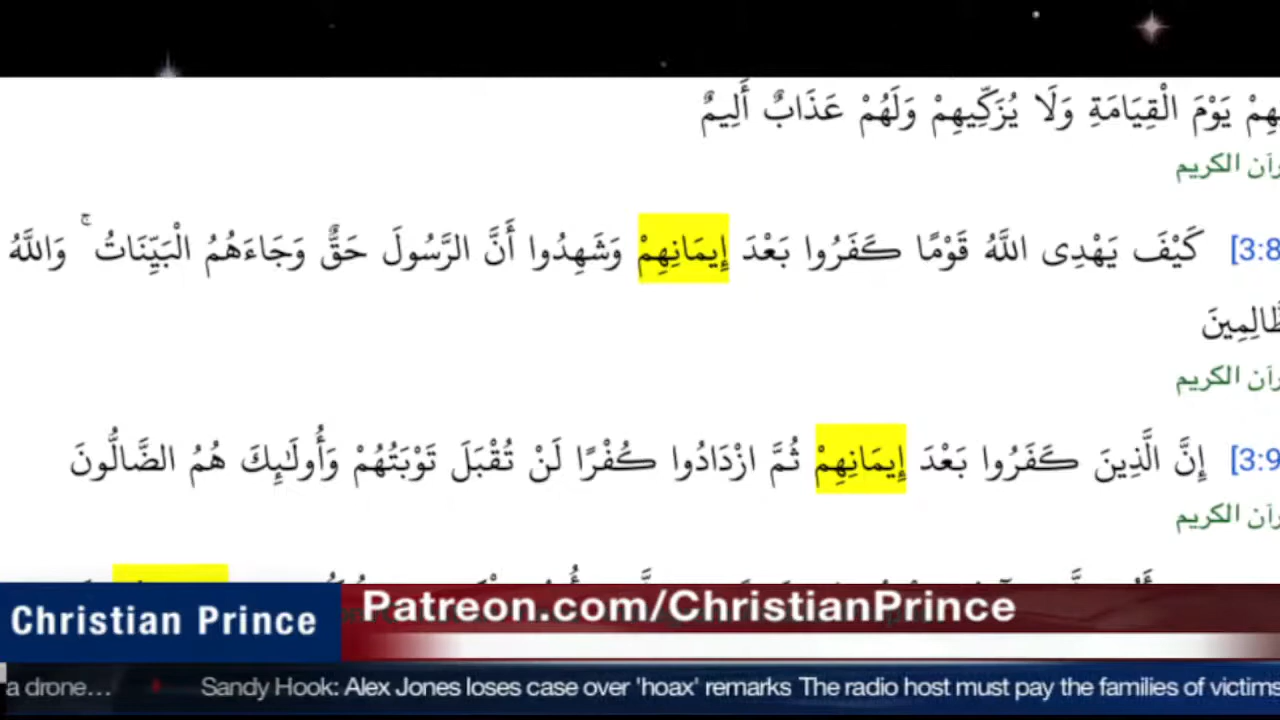 هِمْ يَوْمَ الْقِيَامَةِ وَلَا يُزَكِّيهِمْ وَلَهُمْ عَذَابٌ أَلِيمٌ
الكريم
[3:8 كَيْفَ يَهْدِى اللَّهُ قَوْمًا كَفَرُوا بَعْدَ إِيمَانِهِمْ وَشَهِدُوا أَنَّ الرَّسُولَ حَقٌّ وَجَاءَهُمُ الْبَيِّنَاتُ ۚ وَاللَّهُ
ظَّالِمِينَ
الكريم
[3:9 إِنَّ الَّذِينَ كَفَرُوا بَعْدَ إِيمَانِهِمْ ثُمَّ ازْدَادُوا كُفْرًا لَنْ تُقْبَلَ تَوْبَتُهُمْ وَأُولَٰئِكَ هُمُ الضَّالُّونَ
الكريم
Christian Prince
Patreon.com/ChristianPrince
a drone... Sandy Hook: Alex Jones loses case over 'hoax' remarks The radio host must pay the families of victims